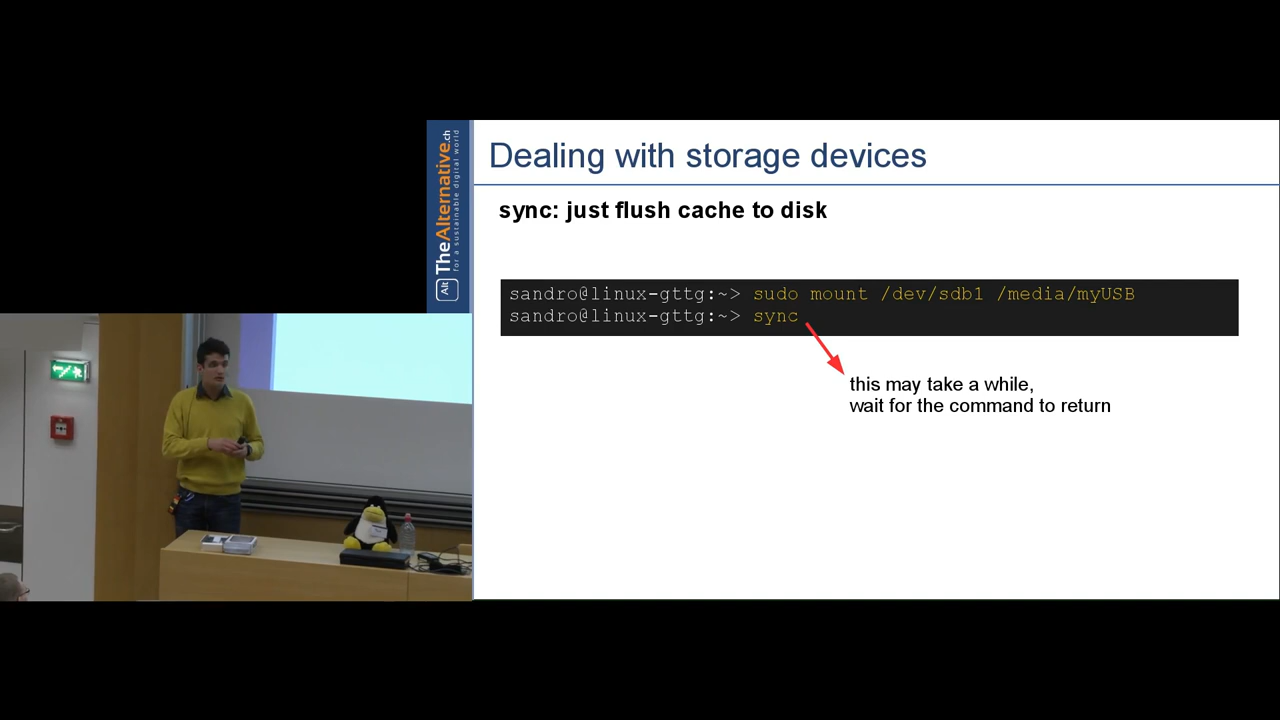 Dealing with storage devices
sync: just flush cache to disk
sandro@linux-gttg:~> sudo mount /dev/sdb1 /media/myUSB
sandro@linux-gttg:~> sync
this may take a while,
wait for the command to return
Alt TheAlternative.ch
for a sustainable digital world